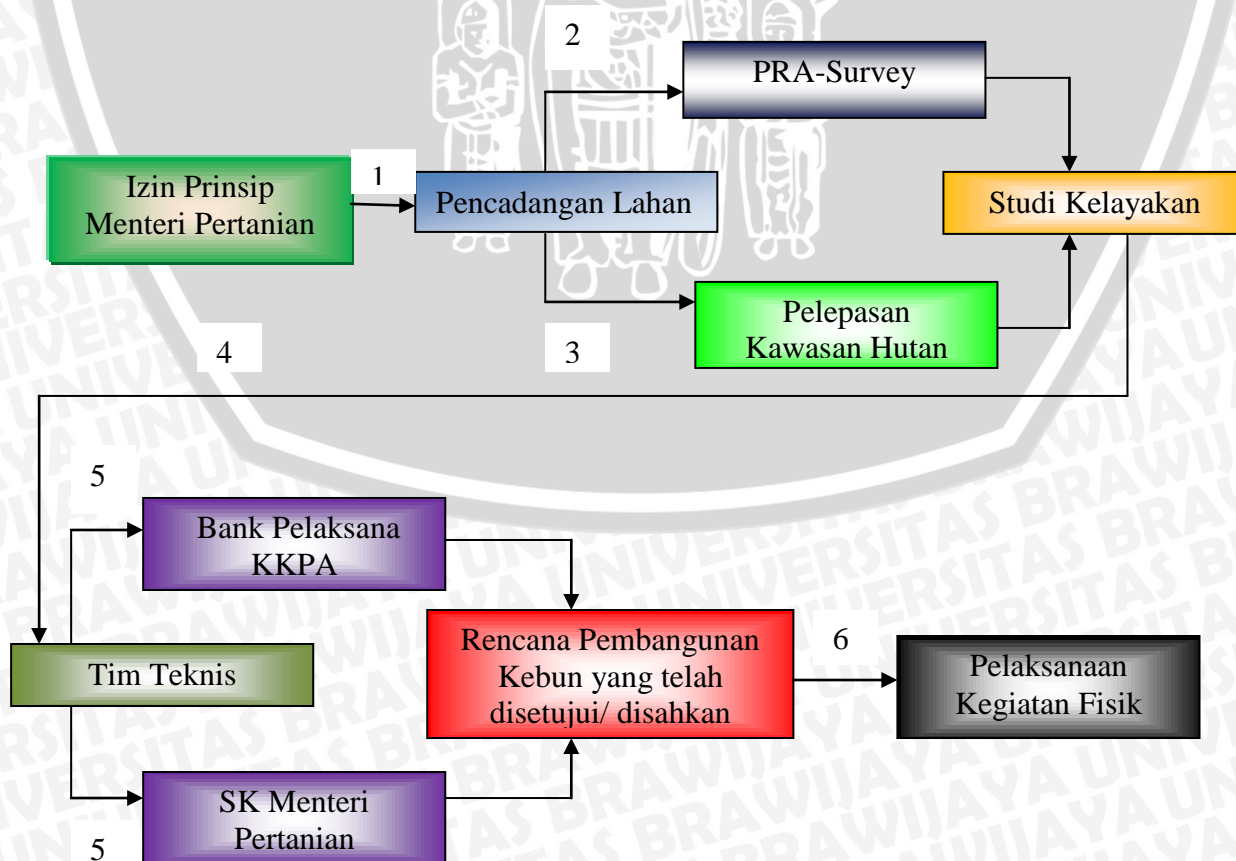 2
PRA-Survey
1
Izin Prinsip
Menteri Pertanian
Pencadangan Lahan
Studi Kelayakan
Pelepasan
Kawasan Hutan
4
3
5
Bank Pelaksana
KKPA
Tim Teknis
Rencana Pembangunan
Kebun yang telah
disetujui/ disahkan
6
Pelaksanaan
Kegiatan Fisik
SK Menteri
Pertanian
5
UNIVERSITAS BRAWIJAYA